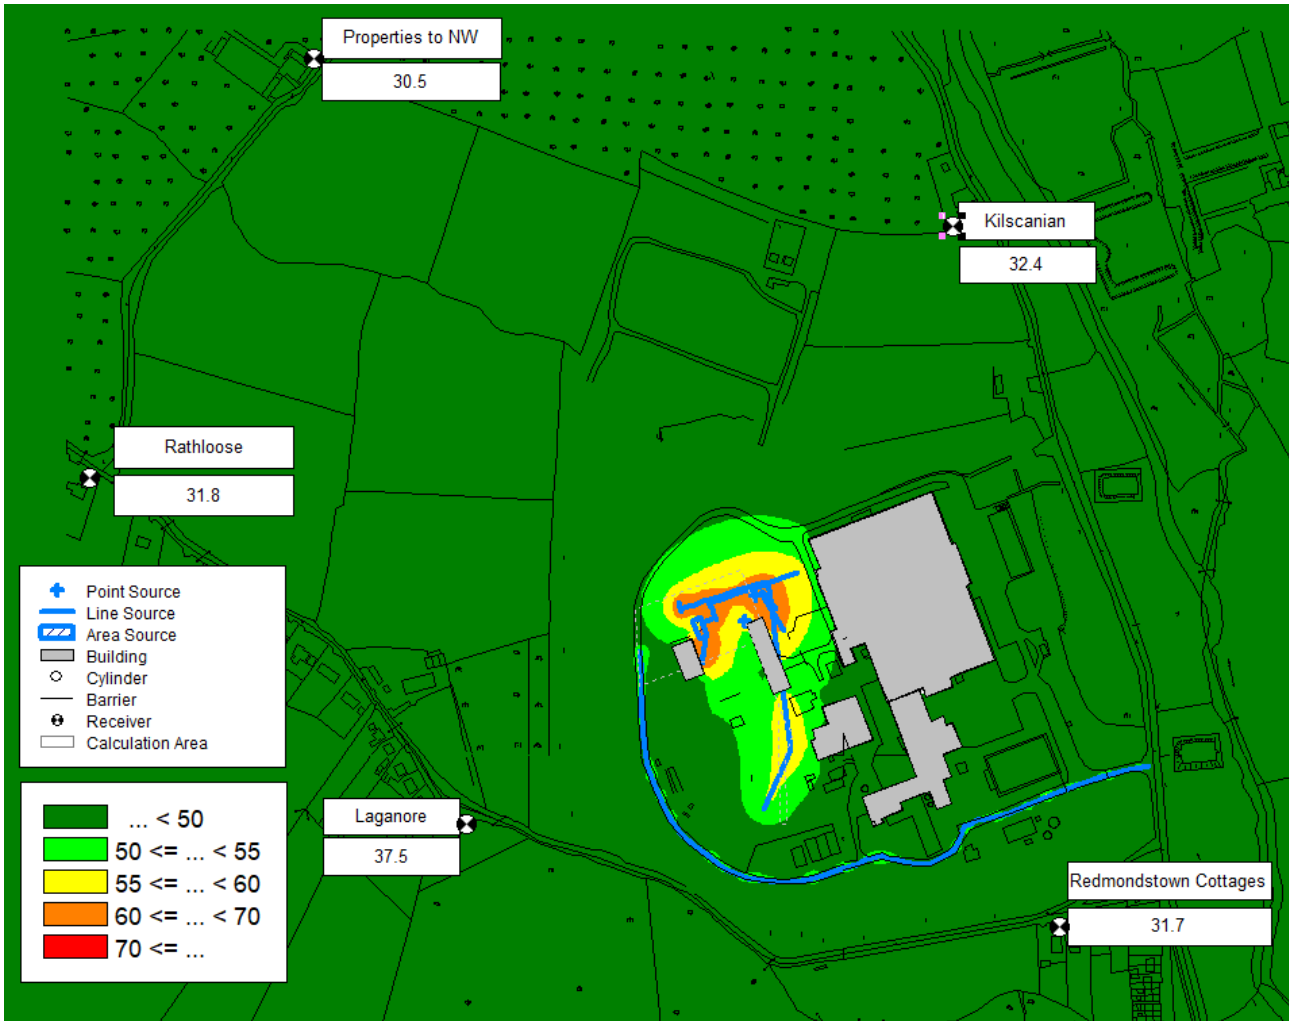 Properties to NW
30.5
Kilscanian
32.4
Rathloose
31.8
Point Source
Line Source
Area Source
Building
Cylinder
Barrier
Receiver
Calculation Area
... < 50
50 <= ... < 55
55 <= ... < 60
60 <= ... < 70
70 <= ...
Laganore
37.5
Redmondstown Cottages
31.7